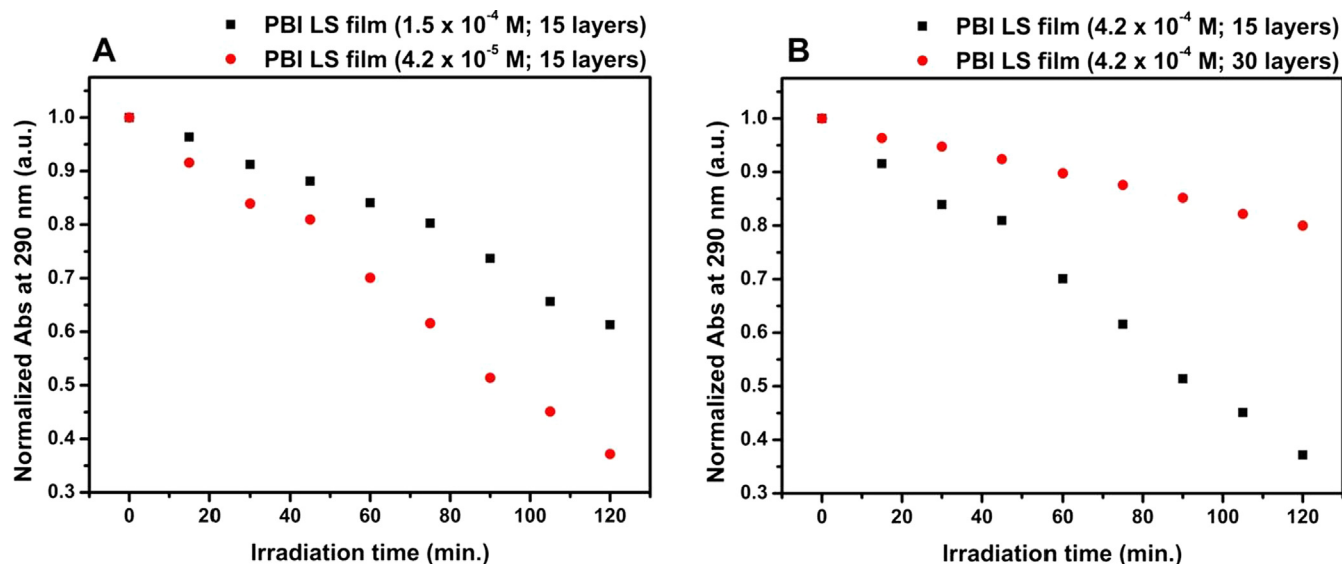 A
PBI LS film (1.5 x 10⁻⁴ M; 15 layers)
PBI LS film (4.2 x 10⁻⁵ M; 15 layers)
Normalized Abs at 290 nm (a.u.)
1.0
0.9
0.8
0.7
0.6
0.5
0.4
0.3
0 20 40 60 80 100 120
Irradiation time (min.)
B
PBI LS film (4.2 x 10⁻⁴ M; 15 layers)
PBI LS film (4.2 x 10⁻⁴ M; 30 layers)
Normalized Abs at 290 nm (a.u.)
1.0
0.9
0.8
0.7
0.6
0.5
0.4
0.3
0 20 40 60 80 100 120
Irradiation time (min.)